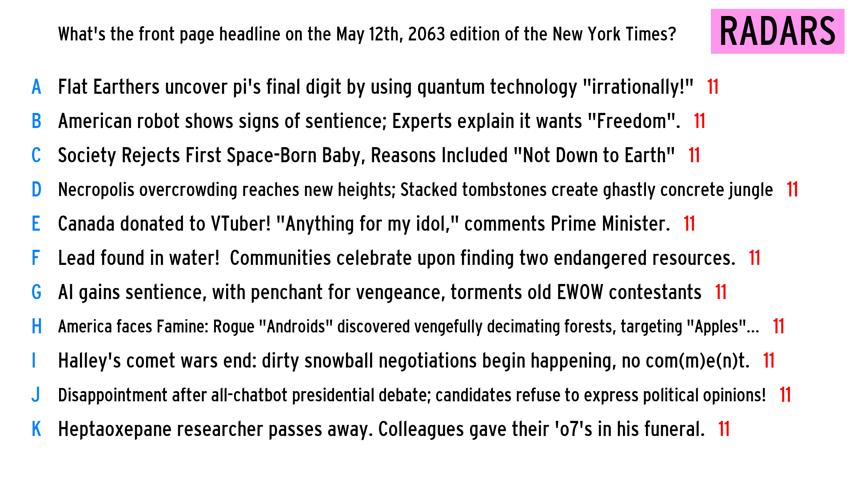 What's the front page headline on the May 12th, 2063 edition of the New York Times?
RADARS
A Flat Earthers uncover pi's final digit by using quantum technology "irrationally!" 11
B American robot shows signs of sentience; Experts explain it wants "Freedom". 11
C Society Rejects First Space-Born Baby, Reasons Included "Not Down to Earth" 11
D Necropolis overcrowding reaches new heights; Stacked tombstones create ghastly concrete jungle 11
E Canada donated to VTuber! "Anything for my idol," comments Prime Minister. 11
F Lead found in water!  Communities celebrate upon finding two endangered resources. 11
G AI gains sentience, with penchant for vengeance, torments old EWOW contestants 11
H America faces Famine: Rogue "Androids" discovered vengefully decimating forests, targeting "Apples"... 11
I Halley's comet wars end: dirty snowball negotiations begin happening, no com(m)e(n)t. 11
J Disappointment after all-chatbot presidential debate; candidates refuse to express political opinions! 11
K Heptaoxepane researcher passes away. Colleagues gave their 'o7's in his funeral. 11